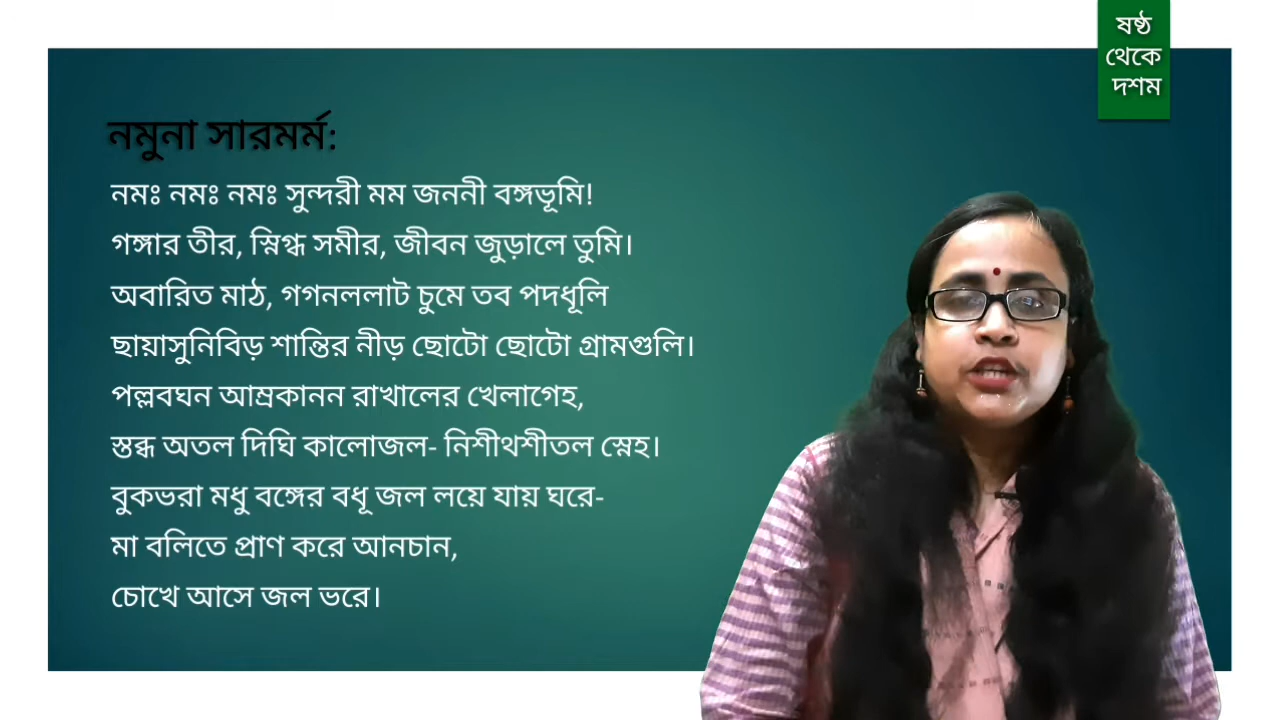 ষষ্ঠ
থেকে
দশম
নমুনা সারমর্ম:
নমঃ নমঃ নমঃ সুন্দরী মম জননী বঙ্গভূমি!
গঙ্গার তীর, স্নিগ্ধ সমীর, জীবন জুড়ালে তুমি।
অবারিত মাঠ, গগনললাট চুমে তব পদধূলি
ছায়াসুনিবিড় শান্তির নীড় ছোটো ছোটো গ্রামগুলি।
পল্লবঘন আম্রকানন রাখালের খেলাগেহ,
স্তব্ধ অতল দিঘি কালোজল- নিশীথশীতল স্নেহ।
বুকভরা মধু বঙ্গের বধূ জল লয়ে যায় ঘরে-
মা বলিতে প্রাণ করে আনচান,
চোখে আসে জল ভরে।